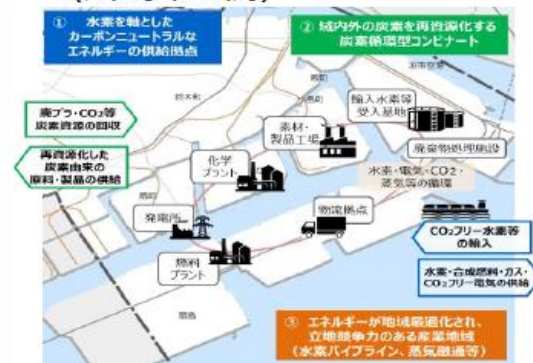 ① 水素を軸とした
カーボンニュートラルな
エネルギーの供給拠点
② 域内外の炭素を再資源化する
炭素循環型コンビナート
廃プラ・CO2等
炭素資源の回収
再資源化した
炭素由来の
原料・製品の供給
素材・
製品工場
輸入水素等
受入基地
廃棄物処理施設
化学
プラント
水素・電気・CO2・
蒸気等の循環
発電所
物流拠点
燃料
プラント
CO2フリー水素等
の輸入
水素・合成燃料・ガス・
CO2フリー電気の供給
③ エネルギーが地域最適化され、
立地競争力のある産業地域
(水素パイプライン、蒸気融通等)